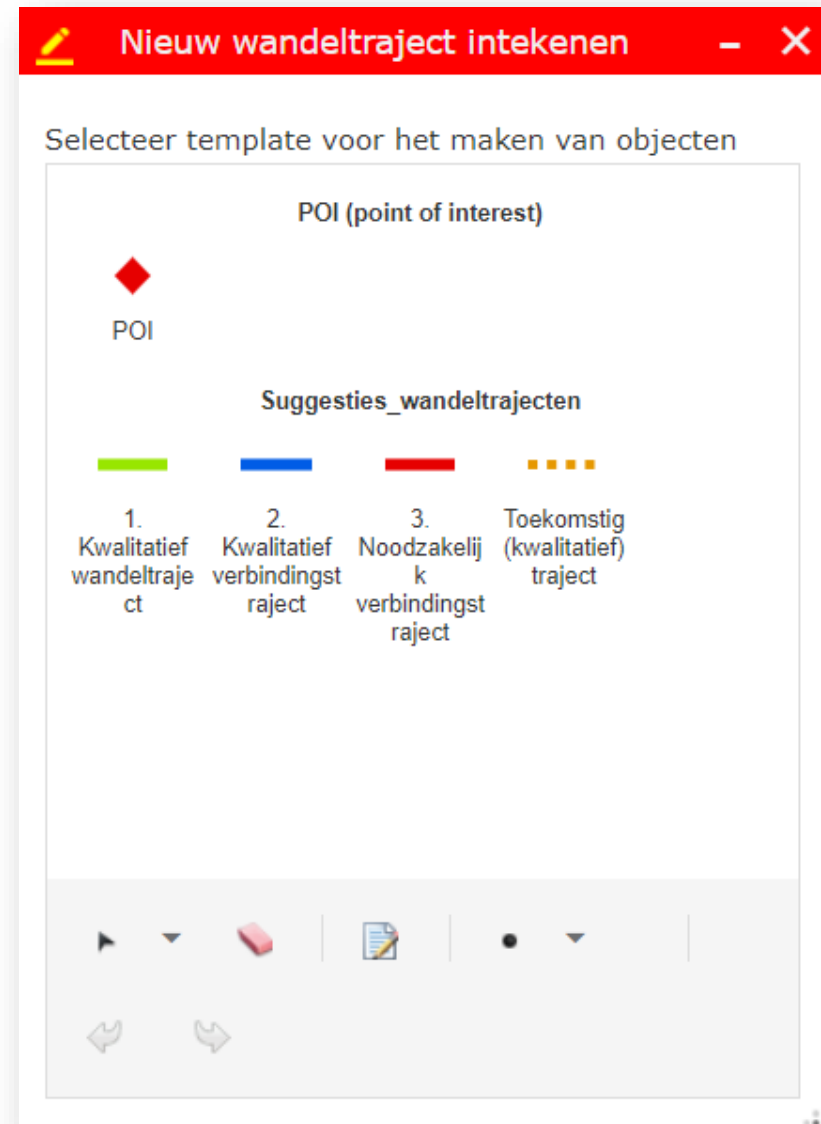 Nieuw wandeltraject intekenen
Selecteer template voor het maken van objecten
POI (point of interest)
POI
Suggesties_wandeltrajecten
1.
Kwalitatief
wandeltraje
ct
2.
Kwalitatief
verbindingst
raject
3.
Noodzakelij
k
verbindingst
raject
Toekomstig
(kwalitatief)
traject